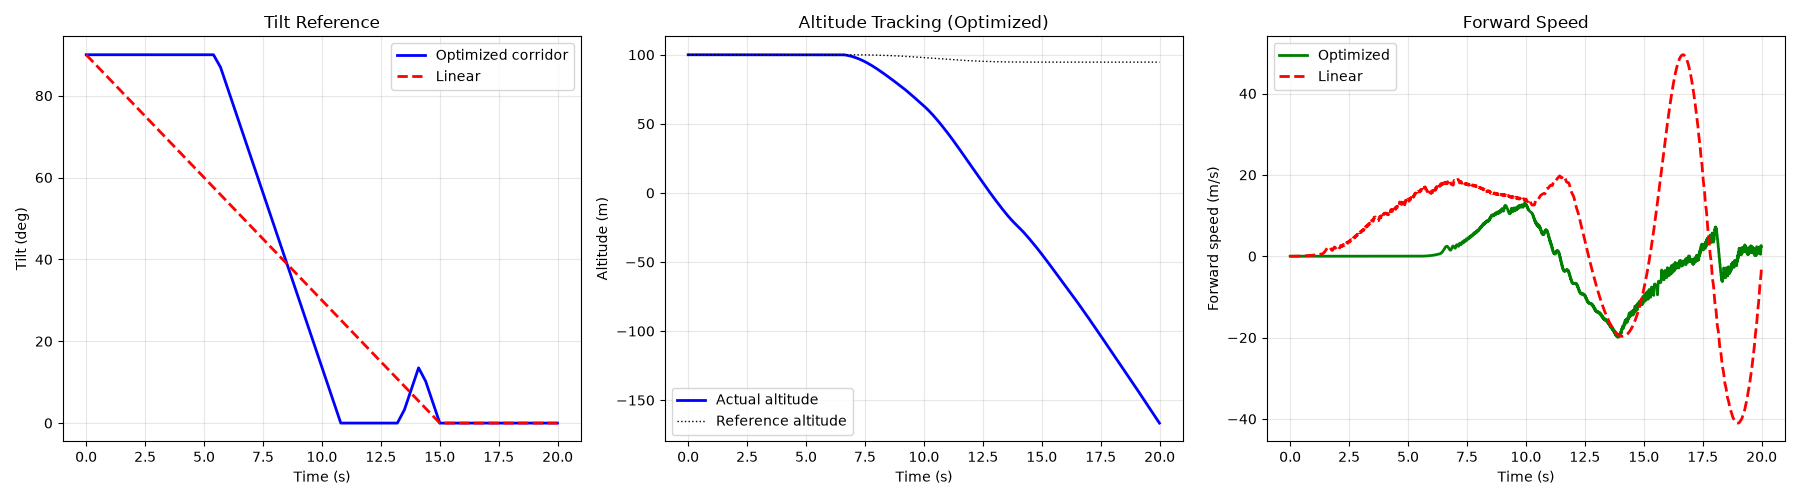 Tilt Reference
Optimized corridor
Linear
80
60
40
20
0
Tilt (deg)
0.0 2.5 5.0 7.5 10.0 12.5 15.0 17.5 20.0
Time (s)
Altitude Tracking (Optimized)
100
50
0
−50
−100
−150
Altitude (m)
Actual altitude
Reference altitude
0.0 2.5 5.0 7.5 10.0 12.5 15.0 17.5 20.0
Time (s)
Forward Speed
Optimized
Linear
40
20
0
−20
−40
Forward speed (m/s)
0.0 2.5 5.0 7.5 10.0 12.5 15.0 17.5 20.0
Time (s)